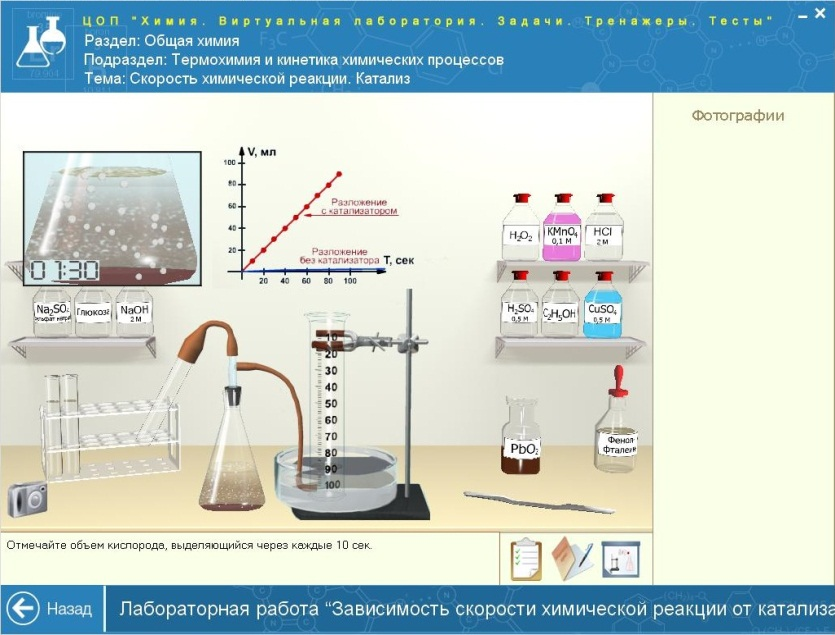 ЦОП "Химия. Виртуальная лаборатория. Задачи. Тренажеры. Тесты"
Раздел: Общая химия
Подраздел: Термохимия и кинетика химических процессов
Тема: Скорость химической реакции. Катализ
Фотографии
V, мл
100
80
60
40
20
Разложение
с катализатором
Разложение
без катализатора
T, сек
20 40 60 80 100
01:30
H₂O₂
KMnO₄
0,1 М
HCl
2 М
Na₂SO₃
Глюкоза
NaOH
2 М
H₂SO₄
0,5 М
C₂H₅OH
CuSO₄
0,5 М
10
20
30
40
50
60
70
80
90
100
PbO₂
Фенол
фталеин
Отмечайте объем кислорода, выделяющийся через каждые 10 сек.
Назад
Лабораторная работа “Зависимость скорости химической реакции от катализа